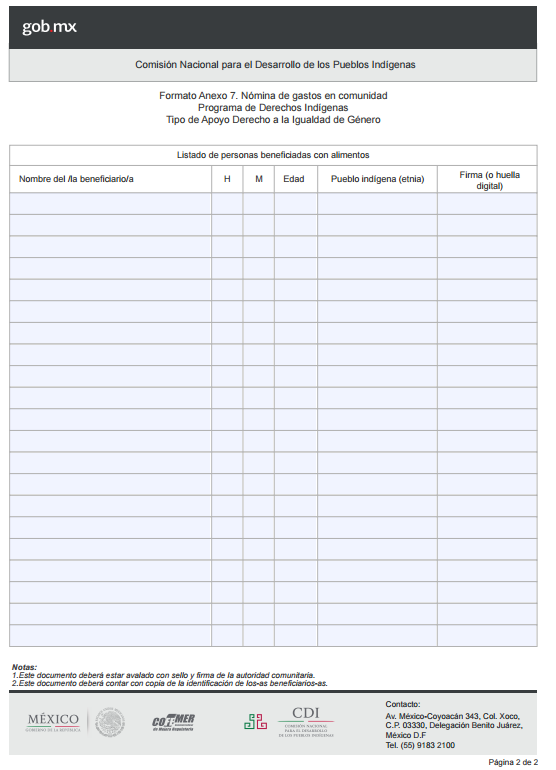 gob.mx
Comisión Nacional para el Desarrollo de los Pueblos Indígenas
Formato Anexo 7. Nómina de gastos en comunidad
Programa de Derechos Indígenas
Tipo de Apoyo Derecho a la Igualdad de Género
Listado de personas beneficiadas con alimentos
Nombre del /la beneficiario/a H M Edad Pueblo indígena (etnia) Firma (o huella
digital)
Notas:
1.Este documento deberá estar avalado con sello y firma de la autoridad comunitaria.
2.Este documento deberá contar con copia de la identificación de los-as beneficiarios-as.
MÉXICO
GOBIERNO DE LA REPÚBLICA
COFEMER
de Mejora Regulatoria
CDI
COMISIÓN NACIONAL
PARA EL DESARROLLO
DE LOS PUEBLOS INDÍGENAS
Contacto:
Av. México-Coyoacán 343, Col. Xoco,
C.P. 03330, Delegación Benito Juárez,
México D.F
Tel. (55) 9183 2100
Página 2 de 2